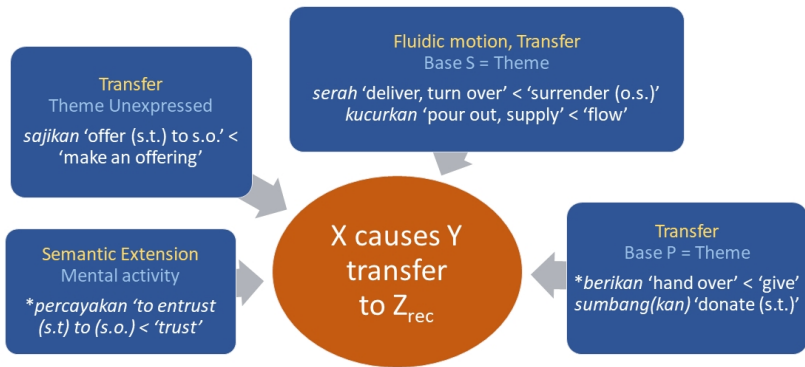 Transfer
Theme Unexpressed
sajikan ‘offer (s.t.) to s.o.’ <
‘make an offering’
Fluidic motion, Transfer
Base S = Theme
serah ‘deliver, turn over’ < ‘surrender (o.s.)’
kucurkan ‘pour out, supply’ < ‘flow’
Semantic Extension
Mental activity
*percayakan ‘to entrust
(s.t) to (s.o.) < ‘trust’
X causes Y
transfer
to Zrec
Transfer
Base P = Theme
*berikan ‘hand over’ < ‘give’
sumbang(kan) ‘donate (s.t.)’